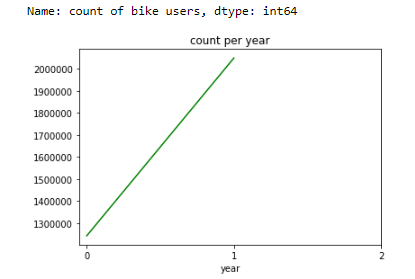 Name: count of bike users, dtype: int64
count per year
2000000
1900000
1800000
1700000
1600000
1500000
1400000
1300000
0 1 2
year